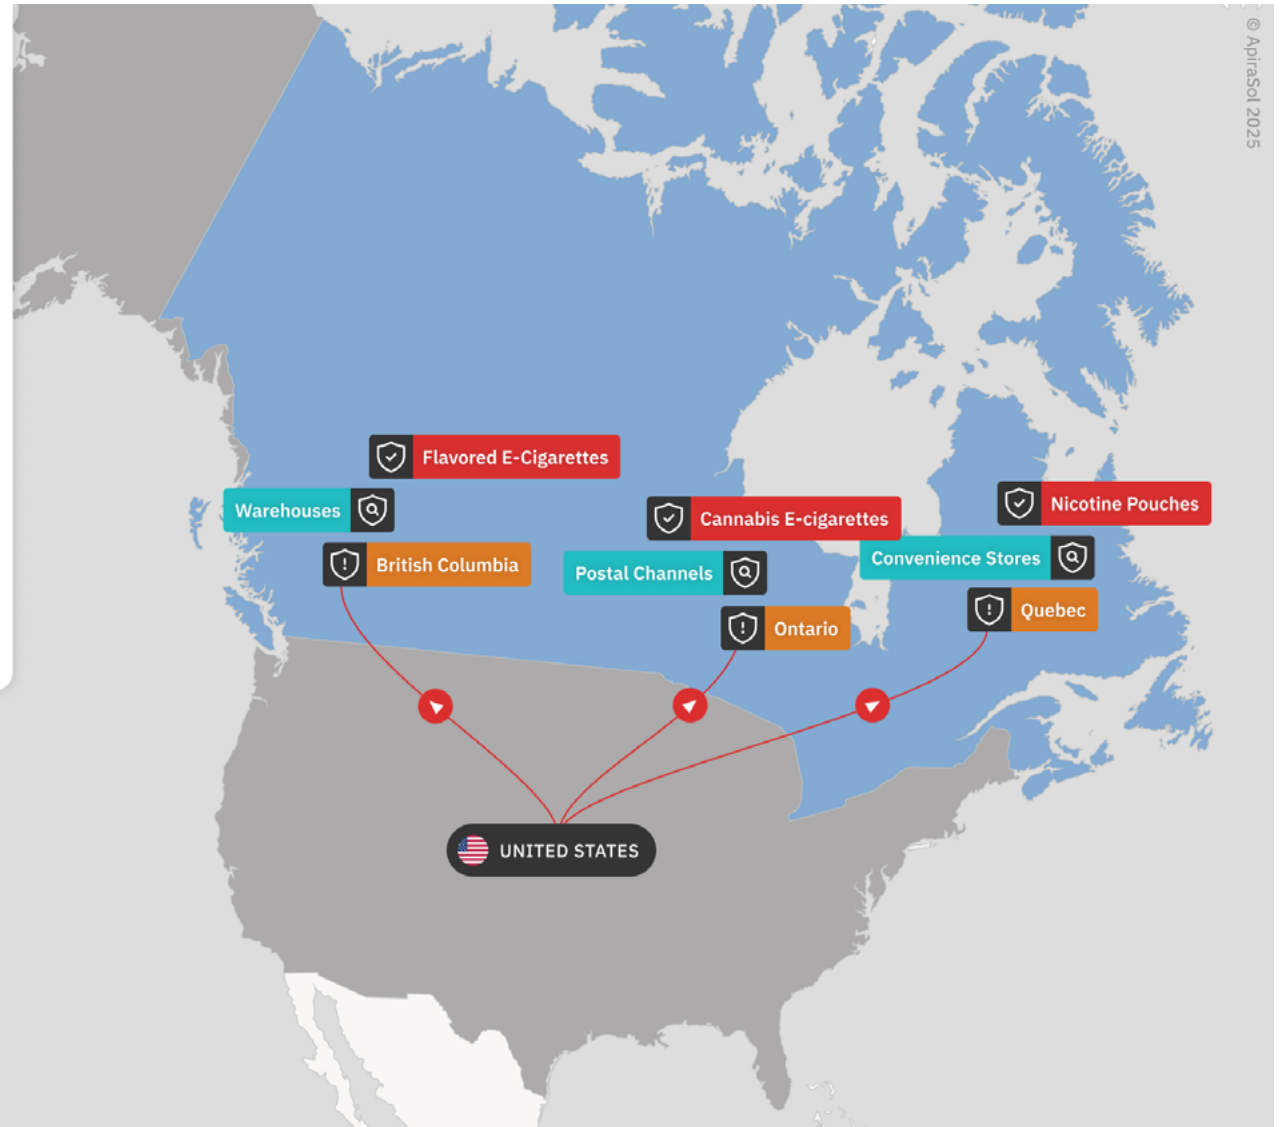 © ApiraSol 2025
Flavored E-Cigarettes
Warehouses
British Columbia
Cannabis E-cigarettes
Postal Channels
Ontario
Nicotine Pouches
Convenience Stores
Quebec
UNITED STATES